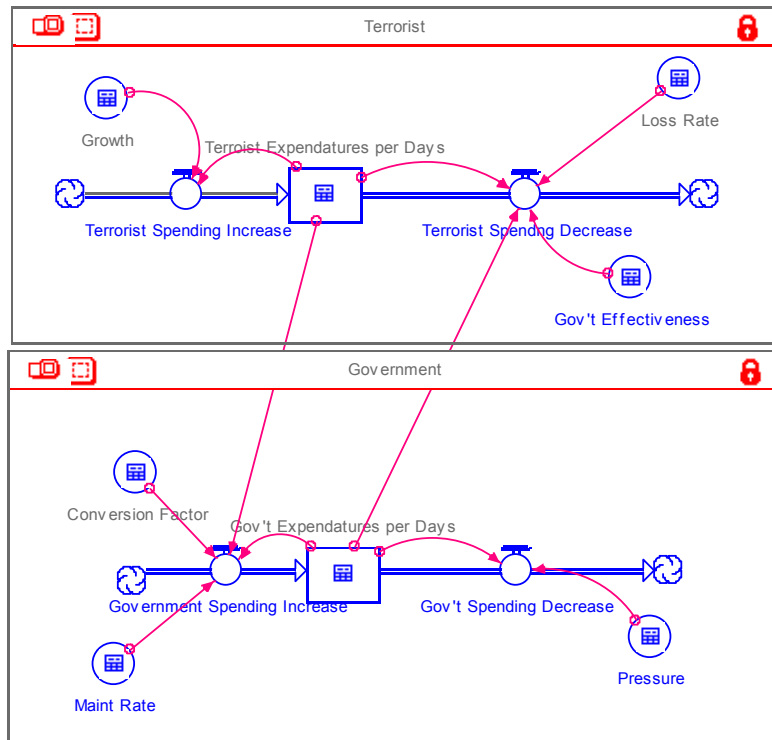 Terrorist
Growth
Loss Rate
Terroist Expendatures per Days
Terrorist Spending Increase
Terrorist Spendng Decrease
Gov't Effectiveness
Government
Conversion Factor
Gov't Expendatures per Days
Government Spending Increase
Gov't Spending Decrease
Maint Rate
Pressure